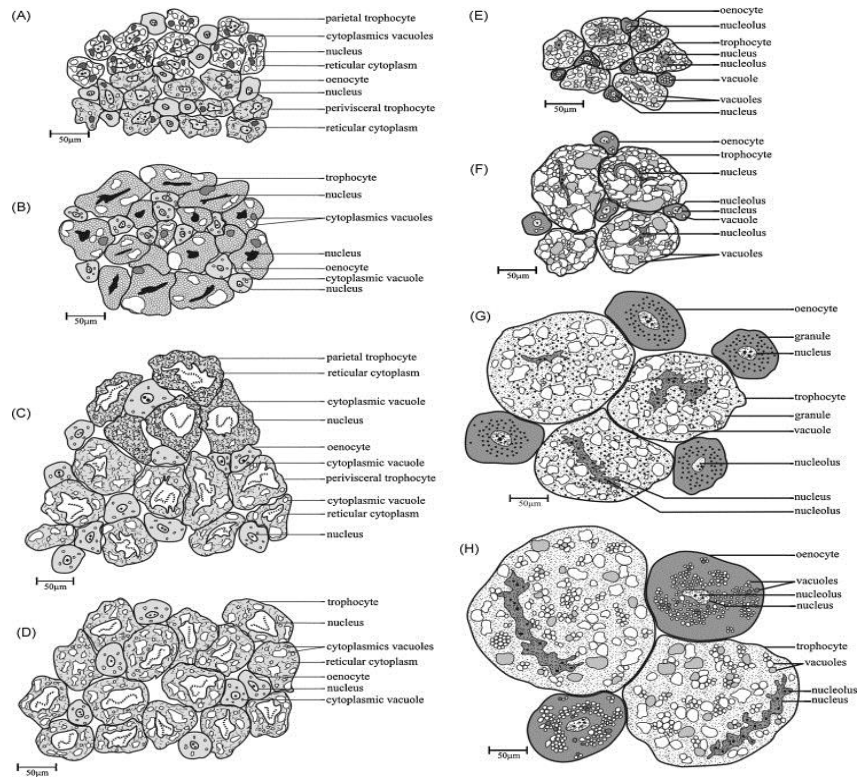 (A)
parietal trophocyte
cytoplasmics vacuoles
nucleus
reticular cytoplasm
oenocyte
nucleus
perivisceral trophocyte
reticular cytoplasm
50µm
(B)
trophocyte
nucleus
cytoplasmics vacuoles
nucleus
oenocyte
cytoplasmic vacuole
nucleus
50µm
(C)
parietal trophocyte
reticular cytoplasm
cytoplasmic vacuole
nucleus
oenocyte
cytoplasmic vacuole
perivisceral trophocyte
cytoplasmic vacuole
reticular cytoplasm
nucleus
50µm
(D)
trophocyte
nucleus
cytoplasmics vacuoles
reticular cytoplasm
oenocyte
nucleus
cytoplasmic vacuole
50µm
(E)
oenocyte
nucleolus
trophocyte
nucleus
nucleolus
vacuole
vacuoles
nucleus
50µm
(F)
oenocyte
trophocyte
nucleus
nucleolus
nucleus
vacuole
nucleolus
vacuoles
50µm
(G)
oenocyte
granule
nucleus
trophocyte
granule
vacuole
nucleolus
nucleus
nucleolus
50µm
(H)
oenocyte
vacuoles
nucleolus
nucleus
trophocyte
vacuoles
nucleolus
nucleus
50µm